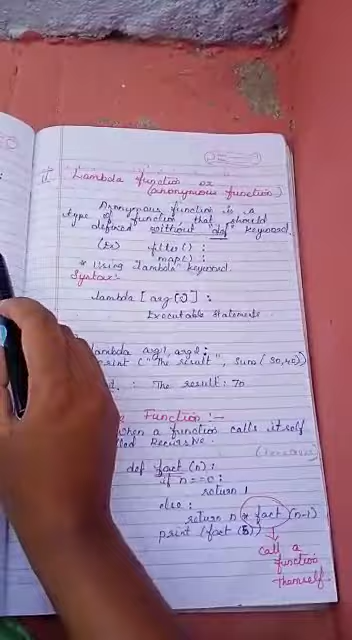 Lambda function or
(anonymous function)
Anonymous function is a
type of function that should
defined without "def" keyword.
(Ex) filter() ;
map() ;
* Using "lambda" keyword.
Syntax:-
lambda [arg(s)] :
Executable statements
lambda arg1, arg2 :
print ("The result", sum(30,40))
: The result : 70
Function :-
when a function calls itself
Recursive.
def fact (n):
if n==0:
return 1
else :
return n * fact (n-1)
print (fact (5))
call a
function
themself.